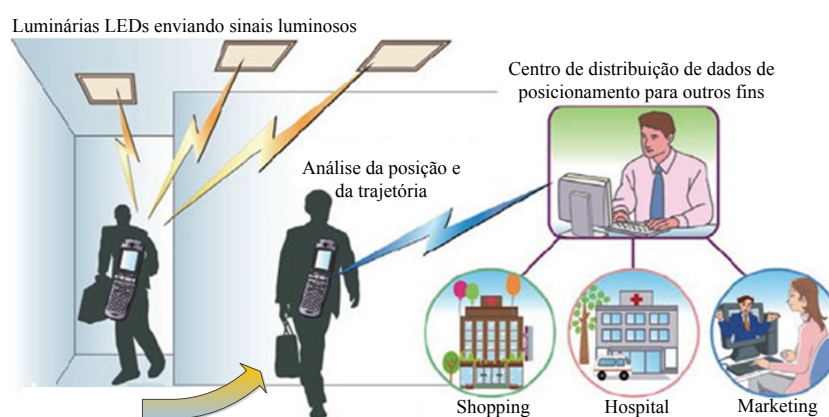 Luminárias LEDs enviando sinais luminosos
Centro de distribuição de dados de
posicionamento para outros fins
Análise da posição e
da trajetória
Shopping
Hospital
Marketing